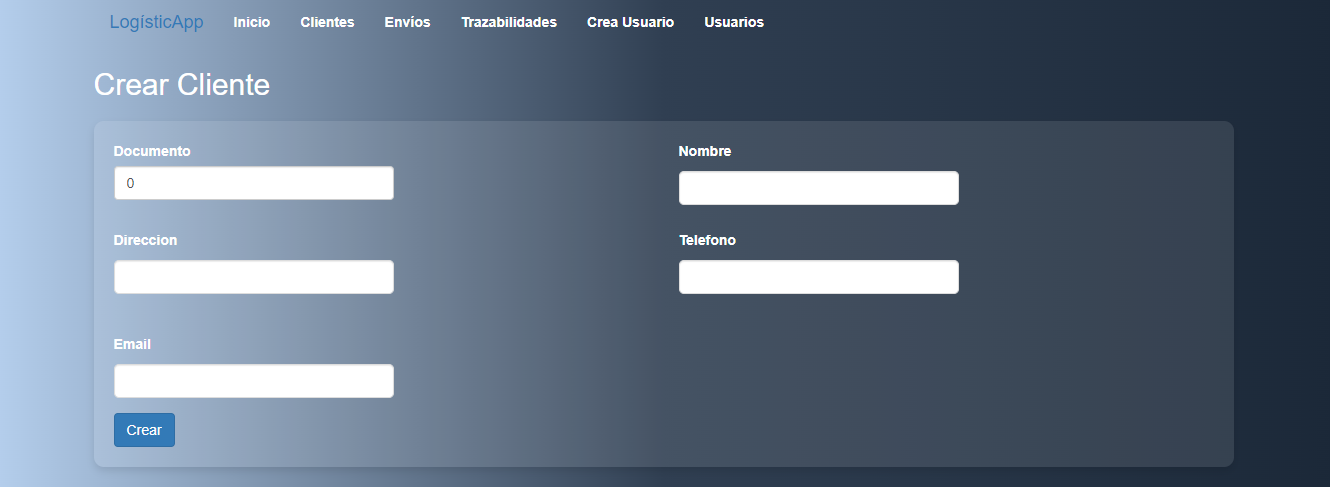 LogísticApp Inicio Clientes Envíos Trazabilidades Crea Usuario Usuarios
Crear Cliente
Documento Nombre
0
Direccion Telefono
Email
Crear